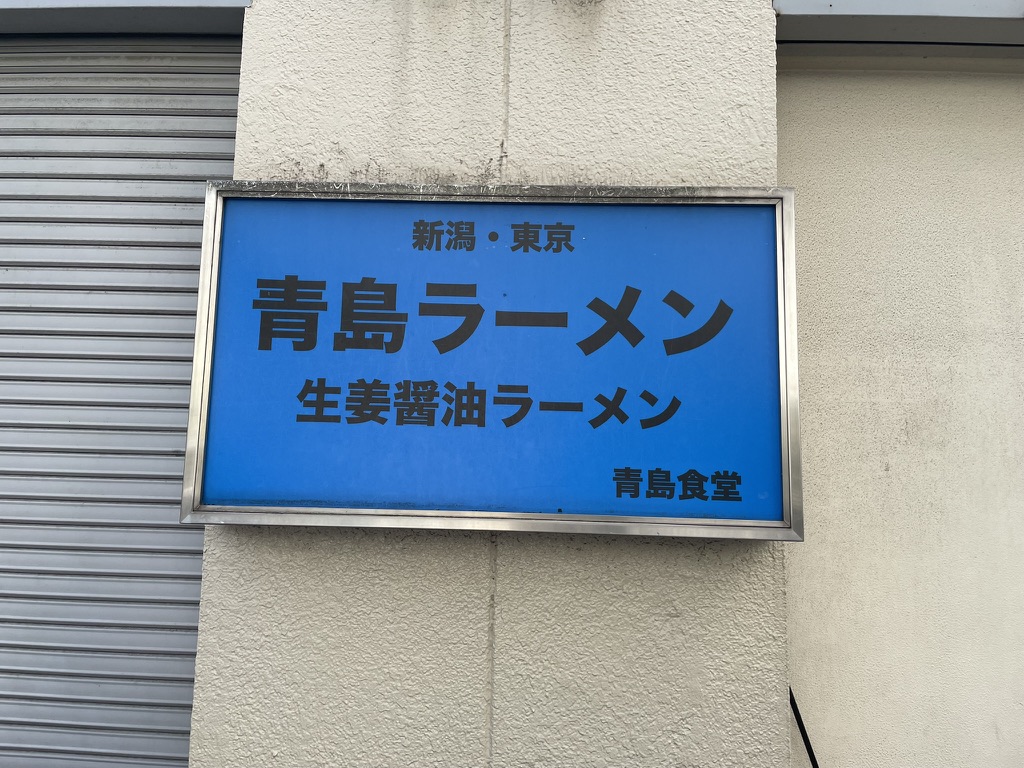 新潟・東京
青島ラーメン
生姜醤油ラーメン
青島食堂